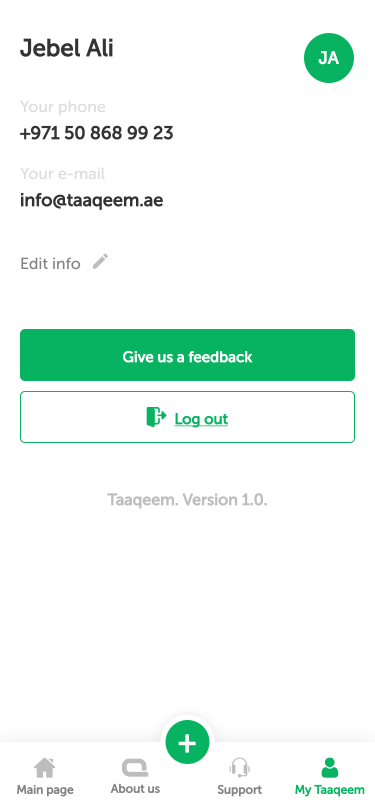 Jebel Ali
JA
Your phone
+971 50 868 99 23
Your e-mail
info@taaqeem.ae
Edit info
Give us a feedback
Log out
Taaqeem. Version 1.0.
+
Main page
About us
Support
My Taaqeem